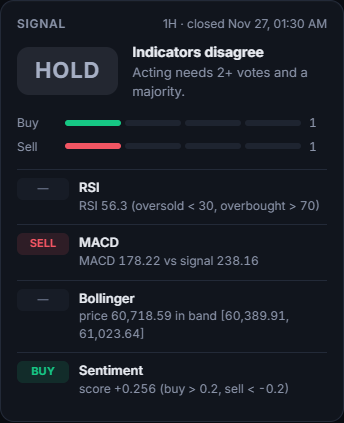 SIGNAL 1H · closed Nov 27, 01:30 AM
HOLD
Indicators disagree
Acting needs 2+ votes and a
majority.
Buy 1
Sell 1
— RSI
RSI 56.3 (oversold < 30, overbought > 70)
SELL MACD
MACD 178.22 vs signal 238.16
— Bollinger
price 60,718.59 in band [60,389.91,
61,023.64]
BUY Sentiment
score +0.256 (buy > 0.2, sell < -0.2)